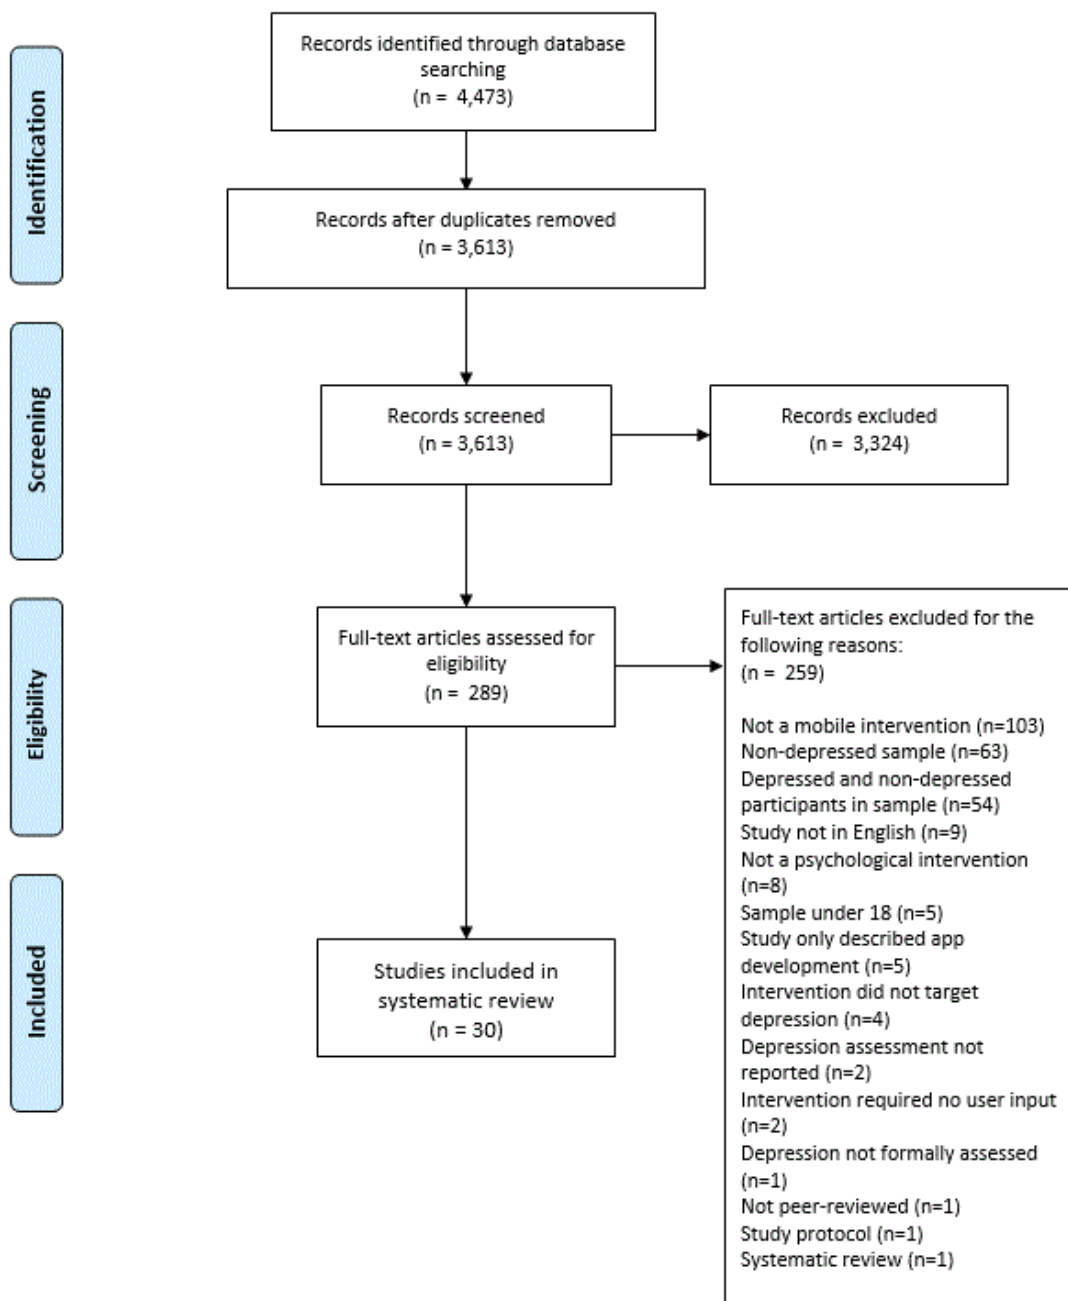 Identification
Records identified through database
searching
(n =  4,473)
Records after duplicates removed
(n = 3,613)
Screening
Records screened
(n = 3,613)
Records excluded
(n =  3,324)
Eligibility
Full-text articles assessed for
eligibility
(n =  289)
Full-text articles excluded for the
following reasons:
(n =  259)
Not a mobile intervention (n=103)
Non-depressed sample (n=63)
Depressed and non-depressed
participants in sample (n=54)
Study not in English (n=9)
Not a psychological intervention
(n=8)
Sample under 18 (n=5)
Study only described app
development (n=5)
Intervention did not target
depression (n=4)
Depression assessment not
reported (n=2)
Intervention required no user input
(n=2)
Depression not formally assessed
(n=1)
Not peer-reviewed (n=1)
Study protocol (n=1)
Systematic review (n=1)
Included
Studies included in
systematic review
(n = 30)